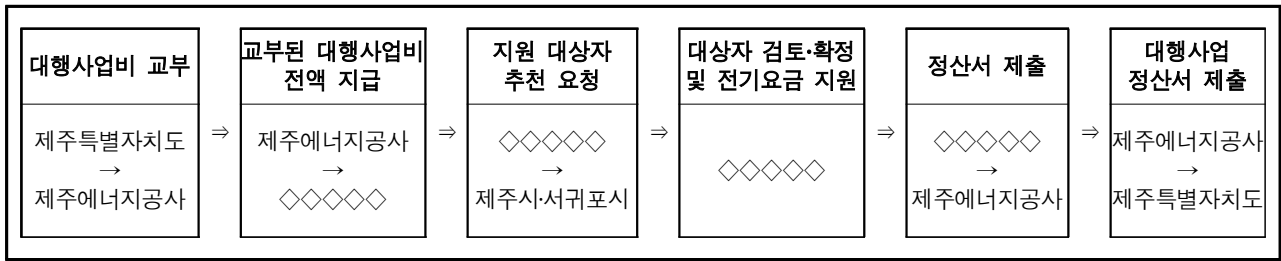 대행사업비 교부
제주특별자치도
→
제주에너지공사
⇒
교부된 대행사업비
전액 지급
제주에너지공사
→
◇◇◇◇◇
⇒
지원 대상자
추천 요청
◇◇◇◇◇
→
제주시·서귀포시
⇒
대상자 검토·확정
및 전기요금 지원
◇◇◇◇◇
⇒
정산서 제출
◇◇◇◇◇
→
제주에너지공사
⇒
대행사업
정산서 제출
제주에너지공사
→
제주특별자치도